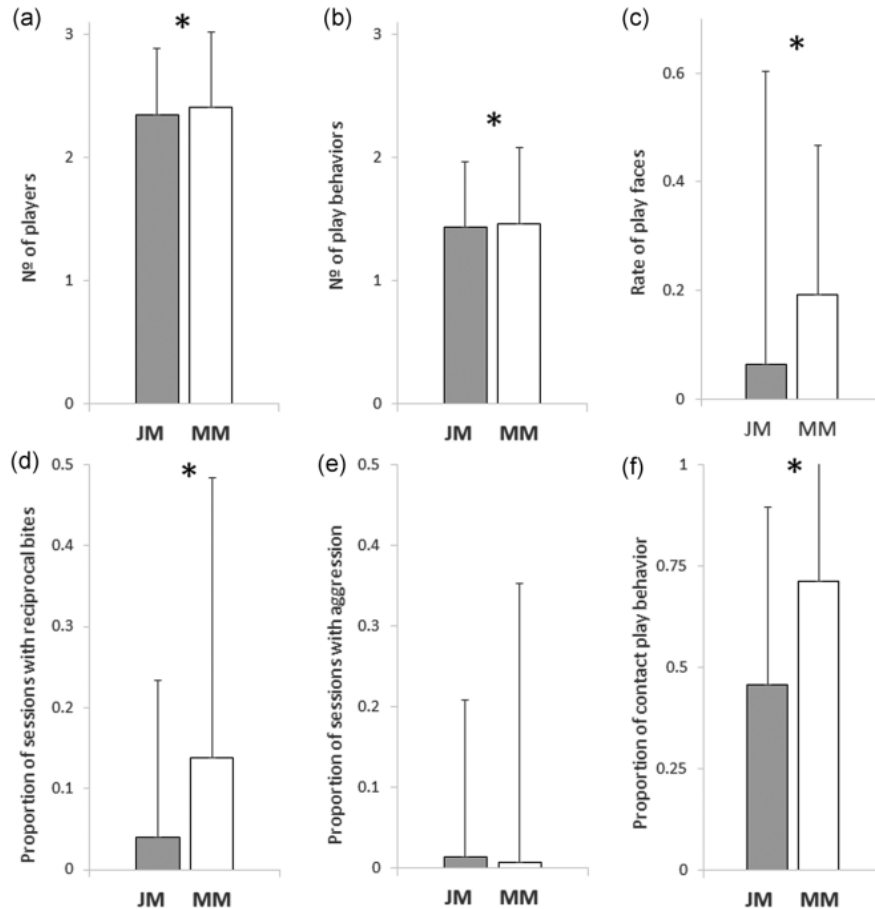 (a)
*
3
2
1
0
Nº of players
JM MM
(b)
*
3
2
1
0
Nº of play behaviors
JM MM
(c)
*
0.6
0.4
0.2
0
Rate of play faces
JM MM
(d)
*
0.5
0.4
0.3
0.2
0.1
0
Proportion of sessions with reciprocal bites
JM MM
(e)
0.5
0.4
0.3
0.2
0.1
0
Proportion of sessions with aggression
JM MM
(f)
*
1
0.75
0.5
0.25
0
Proportion of contact play behavior
JM MM